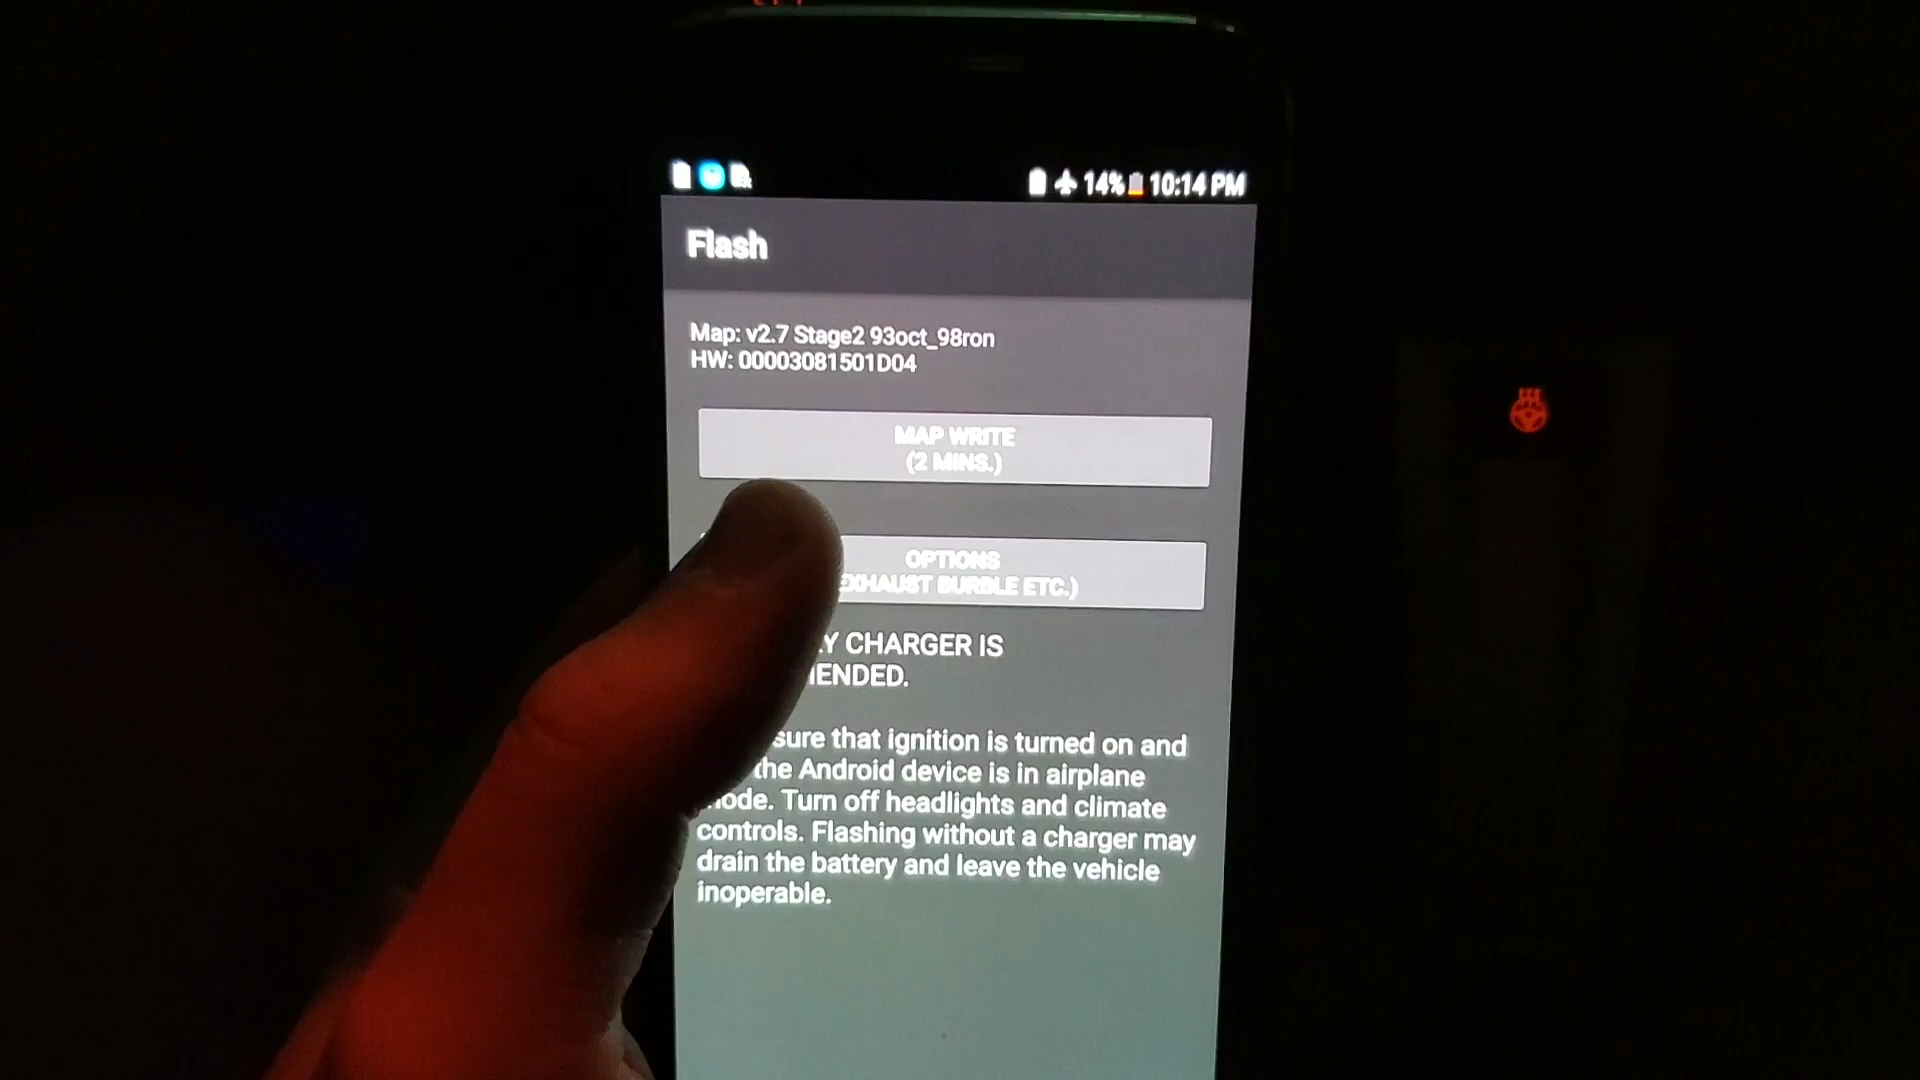 14% 10:14 PM
Flash
Map: v2.7 Stage2 93oct_98ron
HW: 00003081501D04
MAP WRITE
(2 MINS.)
OPTIONS
EXHAUST BURBLE ETC.)
CHARGER IS
sure that ignition is turned on and
the Android device is in airplane
mode. Turn off headlights and climate
controls. Flashing without a charger may
drain the battery and leave the vehicle
inoperable.